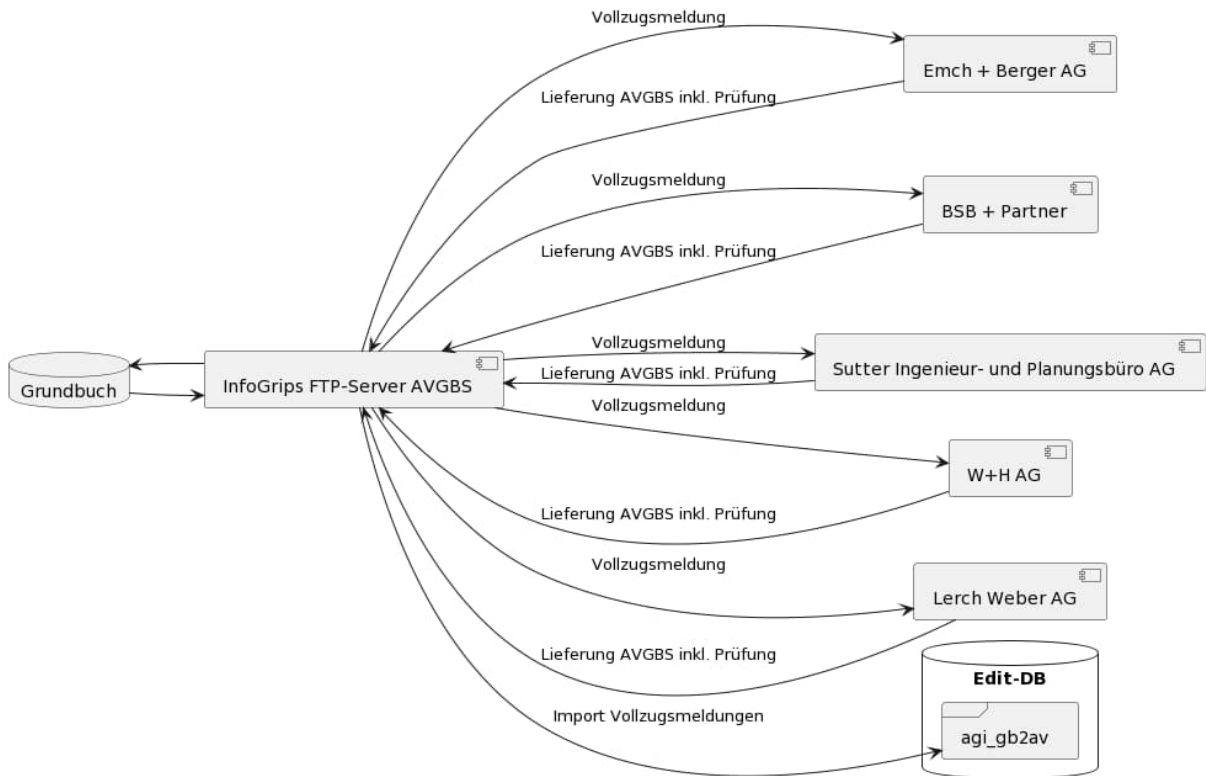 Vollzugsmeldung
Emch + Berger AG
Lieferung AVGBS inkl. Prüfung
Vollzugsmeldung
BSB + Partner
Lieferung AVGBS inkl. Prüfung
Vollzugsmeldung
Sutter Ingenieur- und Planungsbüro AG
Lieferung AVGBS inkl. Prüfung
Grundbuch
InfoGrips FTP-Server AVGBS
Vollzugsmeldung
W+H AG
Lieferung AVGBS inkl. Prüfung
Vollzugsmeldung
Lerch Weber AG
Lieferung AVGBS inkl. Prüfung
Edit-DB
Import Vollzugsmeldungen
agi_gb2av